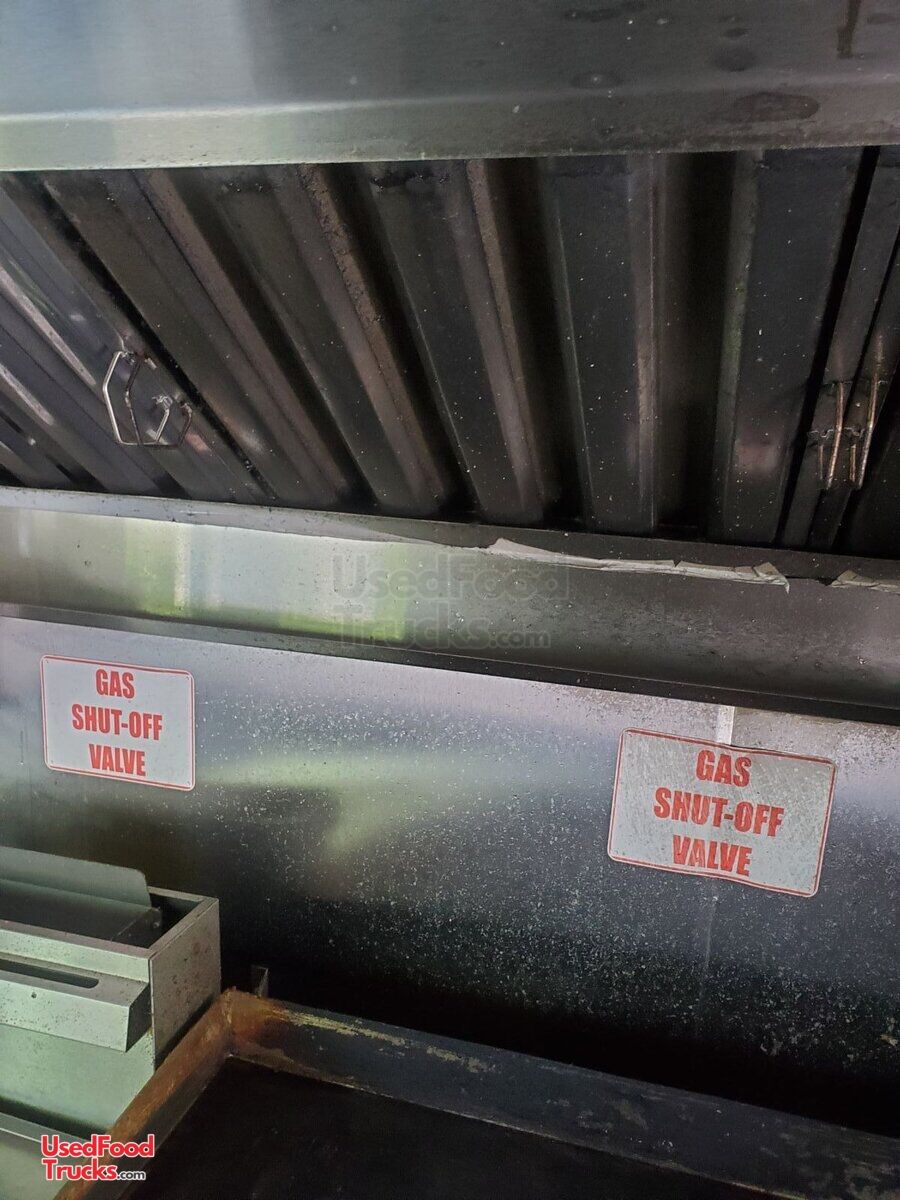 UsedFood
Trucks.com
GAS
SHUT-OFF
VALVE
GAS
SHUT-OFF
VALVE
UsedFood
Trucks.com